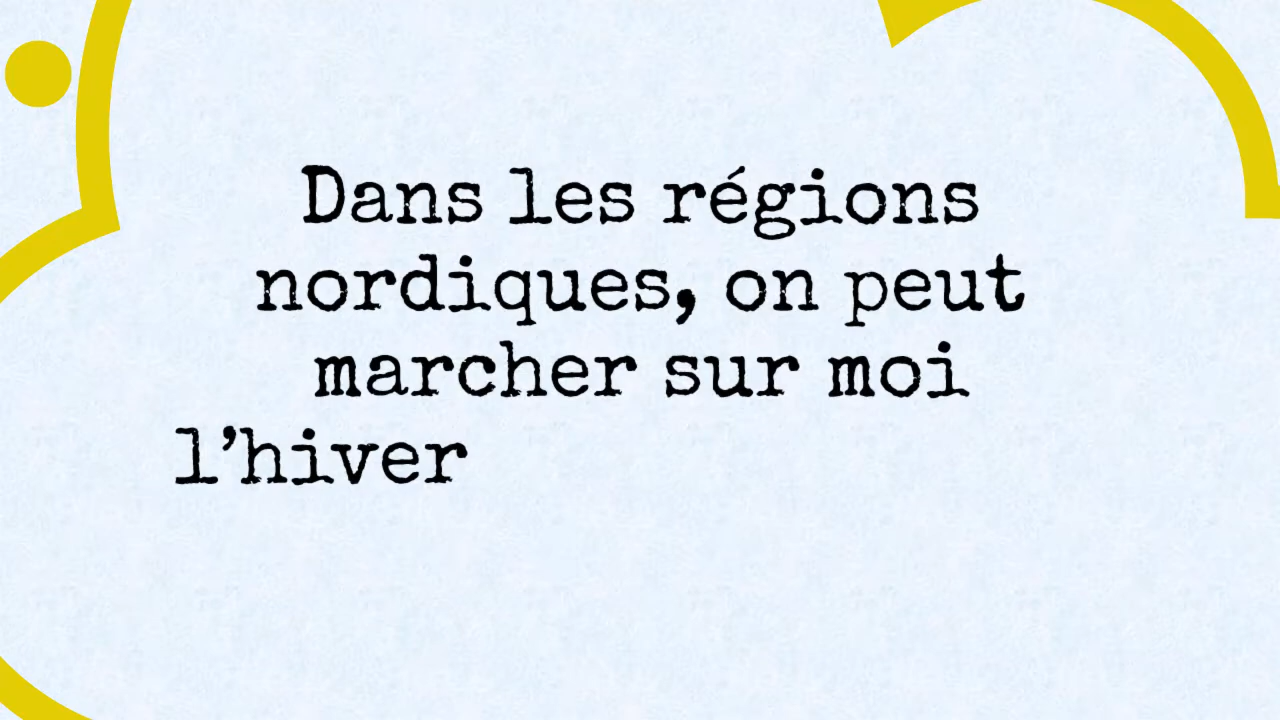 Dans les régions
nordiques, on peut
marcher sur moi
l’hiver